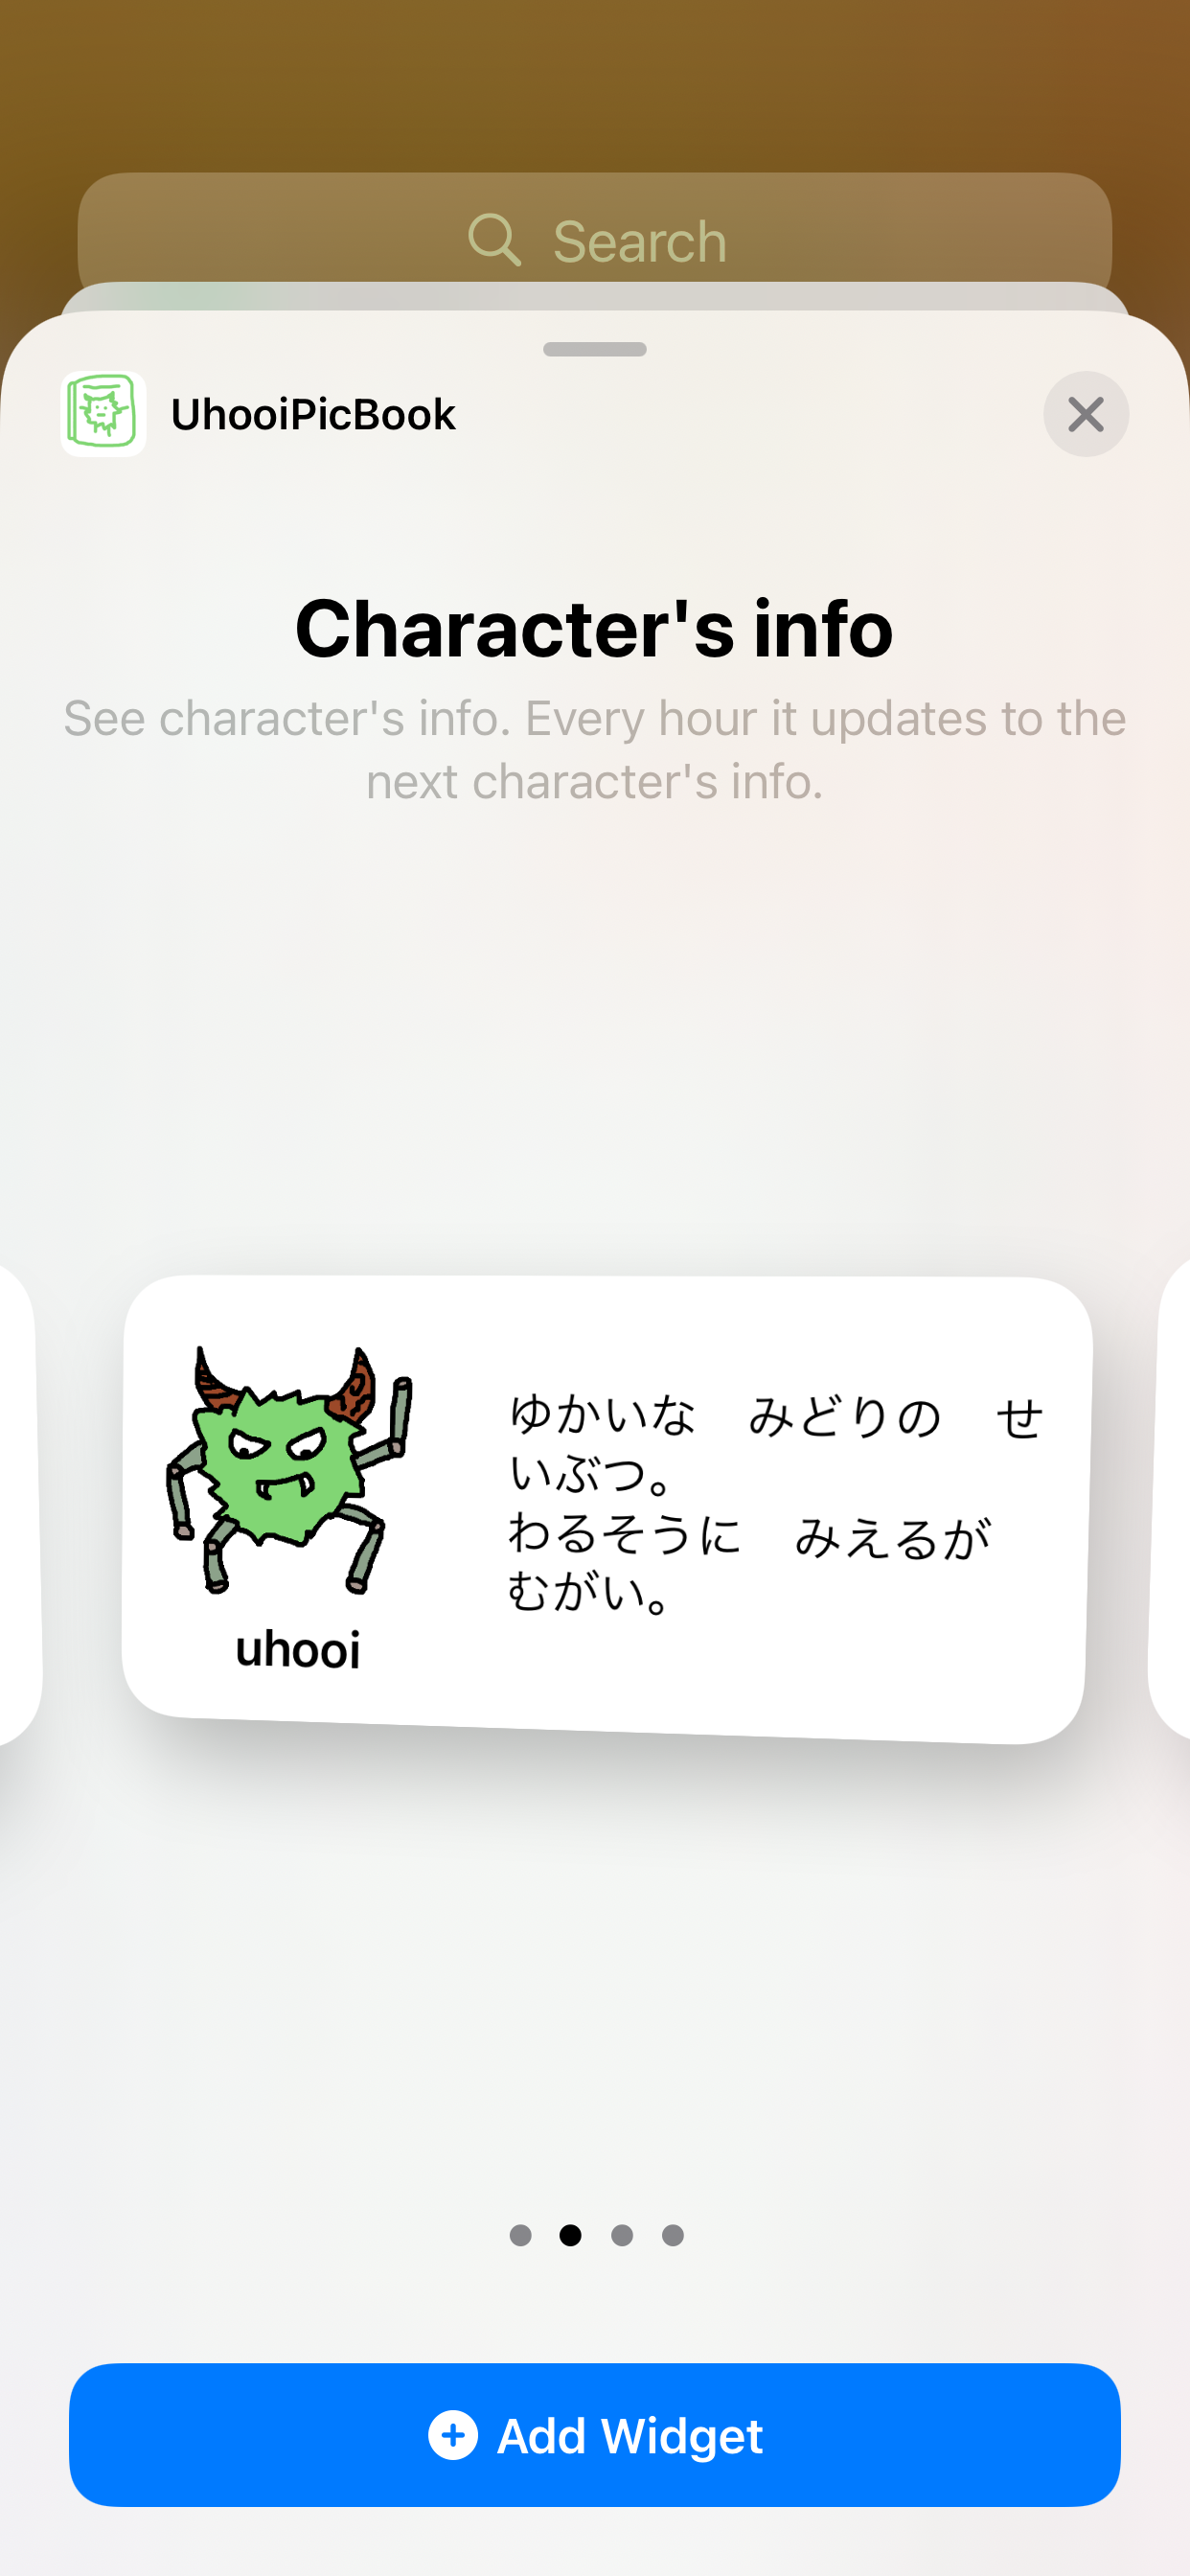 Search
UhooiPicBook
Character's info
See character's info. Every hour it updates to the
next character's info.
ゆかいな　みどりの　せ
いぶつ。
わるそうに　みえるが
むがい。
uhooi
Add Widget